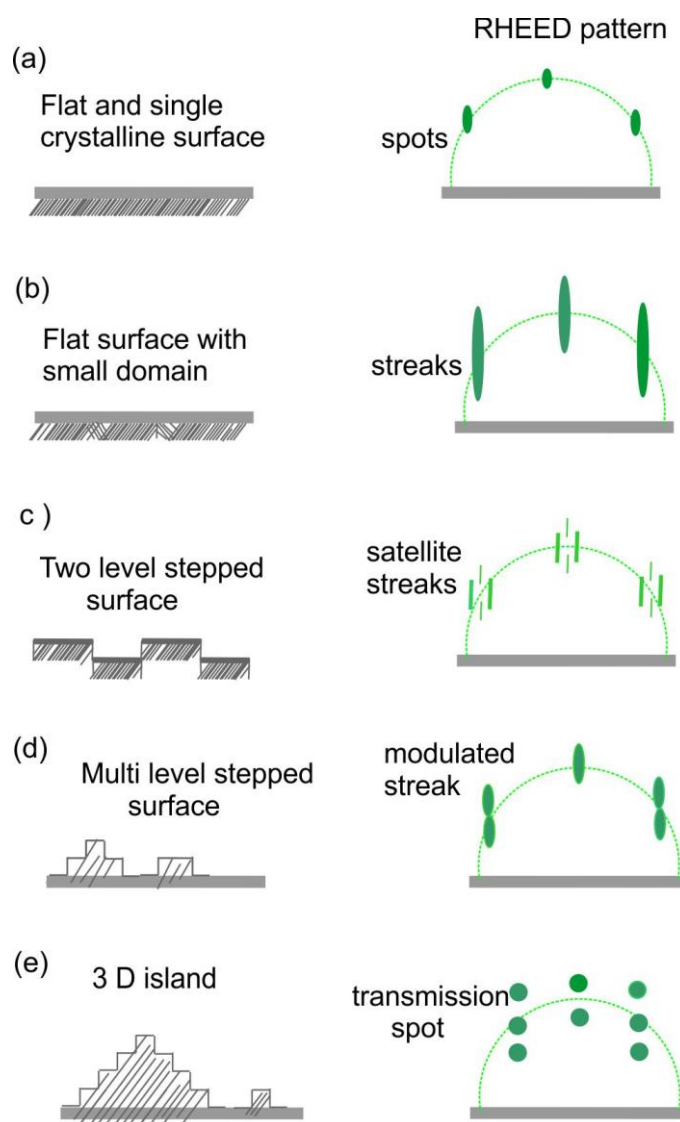 RHEED pattern
(a)
Flat and single
crystalline surface
spots
(b)
Flat surface with
small domain
streaks
c )
Two level stepped
surface
satellite
streaks
(d)
Multi level stepped
surface
modulated
streak
(e)
3 D island
transmission
spot